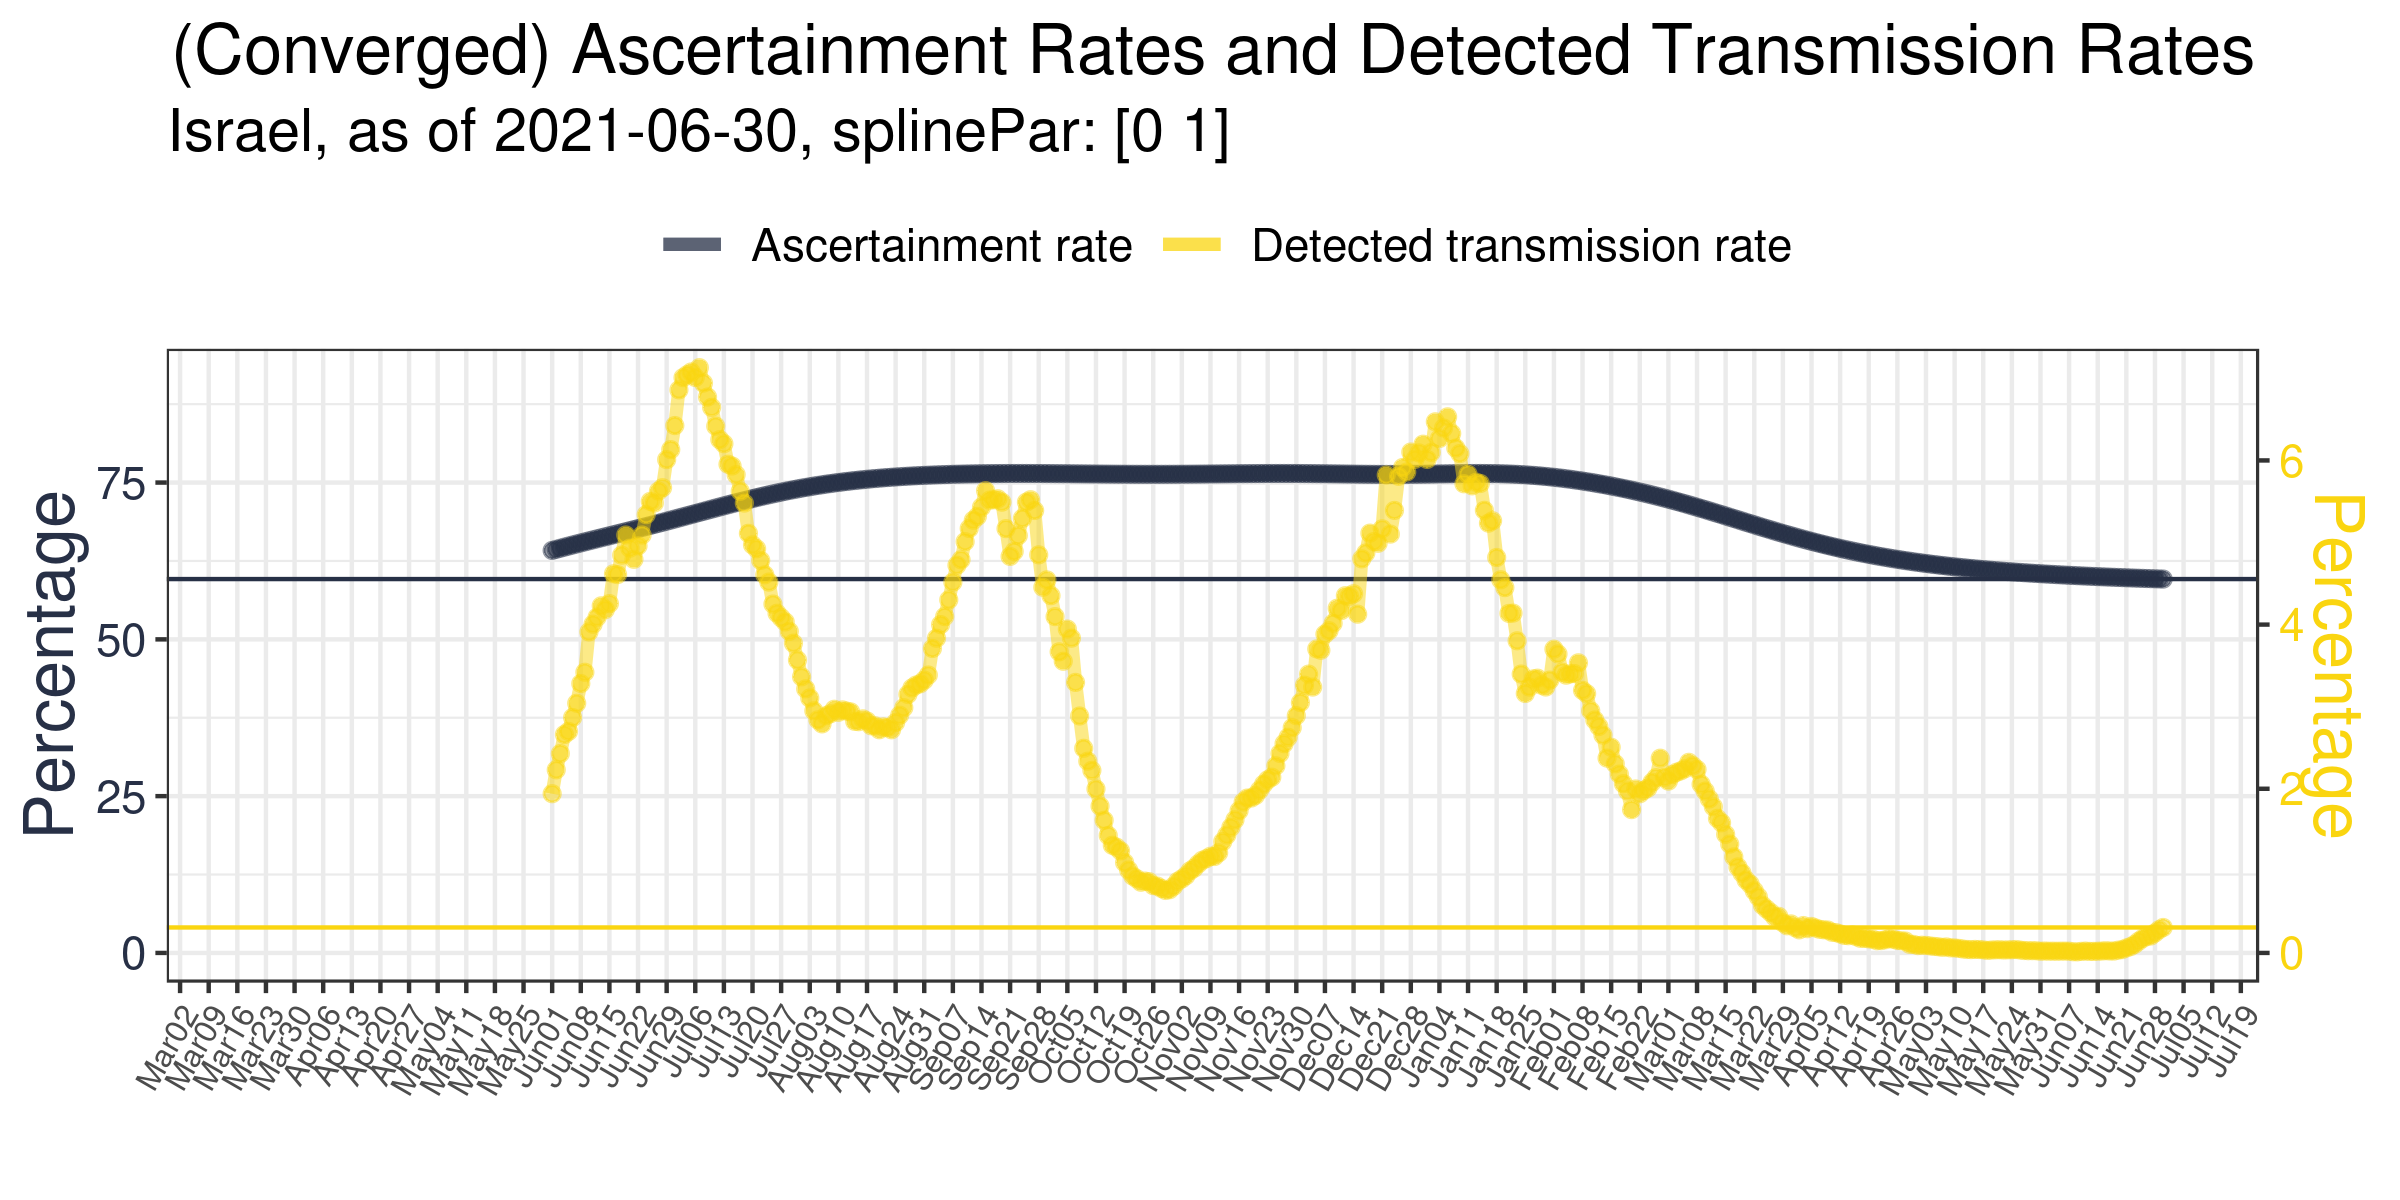 (Converged) Ascertainment Rates and Detected Transmission Rates
Israel, as of 2021-06-30, splinePar: [0 1]
Ascertainment rate
Detected transmission rate
Percentage
75
50
25
0
6
4
2
0
Percentage
Mar02
Mar09
Mar16
Mar23
Mar30
Apr06
Apr13
Apr20
Apr27
May04
May11
May18
May25
Jun01
Jun08
Jun15
Jun22
Jun29
Jul06
Jul13
Jul20
Jul27
Aug03
Aug10
Aug17
Aug24
Aug31
Sep07
Sep14
Sep21
Sep28
Oct05
Oct12
Oct19
Oct26
Nov02
Nov09
Nov16
Nov23
Nov30
Dec07
Dec14
Dec21
Dec28
Jan04
Jan11
Jan18
Jan25
Feb01
Feb08
Feb15
Feb22
Mar01
Mar08
Mar15
Mar22
Mar29
Apr05
Apr12
Apr19
Apr26
May03
May10
May17
May24
May31
Jun07
Jun14
Jun21
Jun28
Jul05
Jul12
Jul19